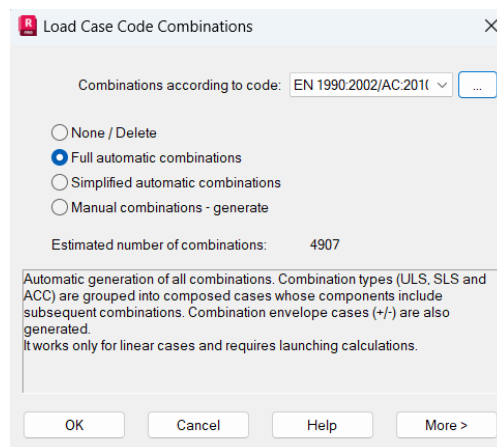 R
PRO
Load Case Code Combinations
Combinations according to code: EN 1990:2002/AC:201( ...
None / Delete
Full automatic combinations
Simplified automatic combinations
Manual combinations - generate
Estimated number of combinations: 4907
Automatic generation of all combinations. Combination types (ULS, SLS and
ACC) are grouped into composed cases whose components include
subsequent combinations. Combination envelope cases (+/-) are also
generated.
It works only for linear cases and requires launching calculations.
OK Cancel Help More >